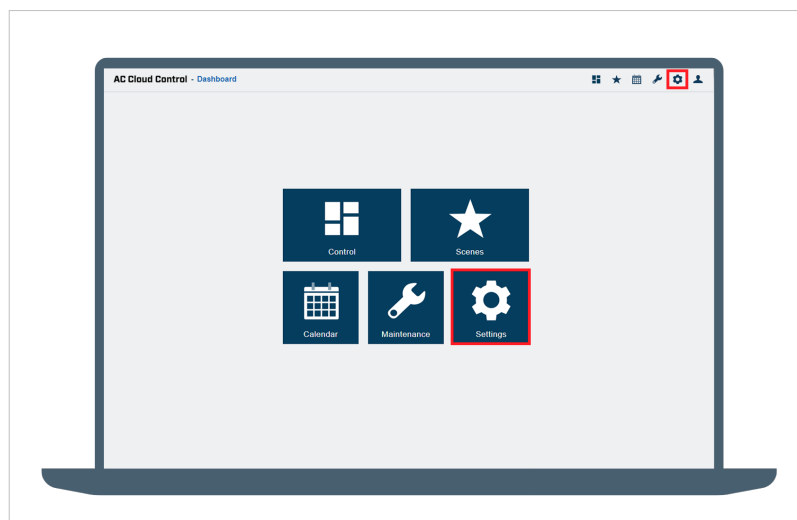 AC Cloud Control - Dashboard
Control
Scenes
Calendar
Maintenance
Settings